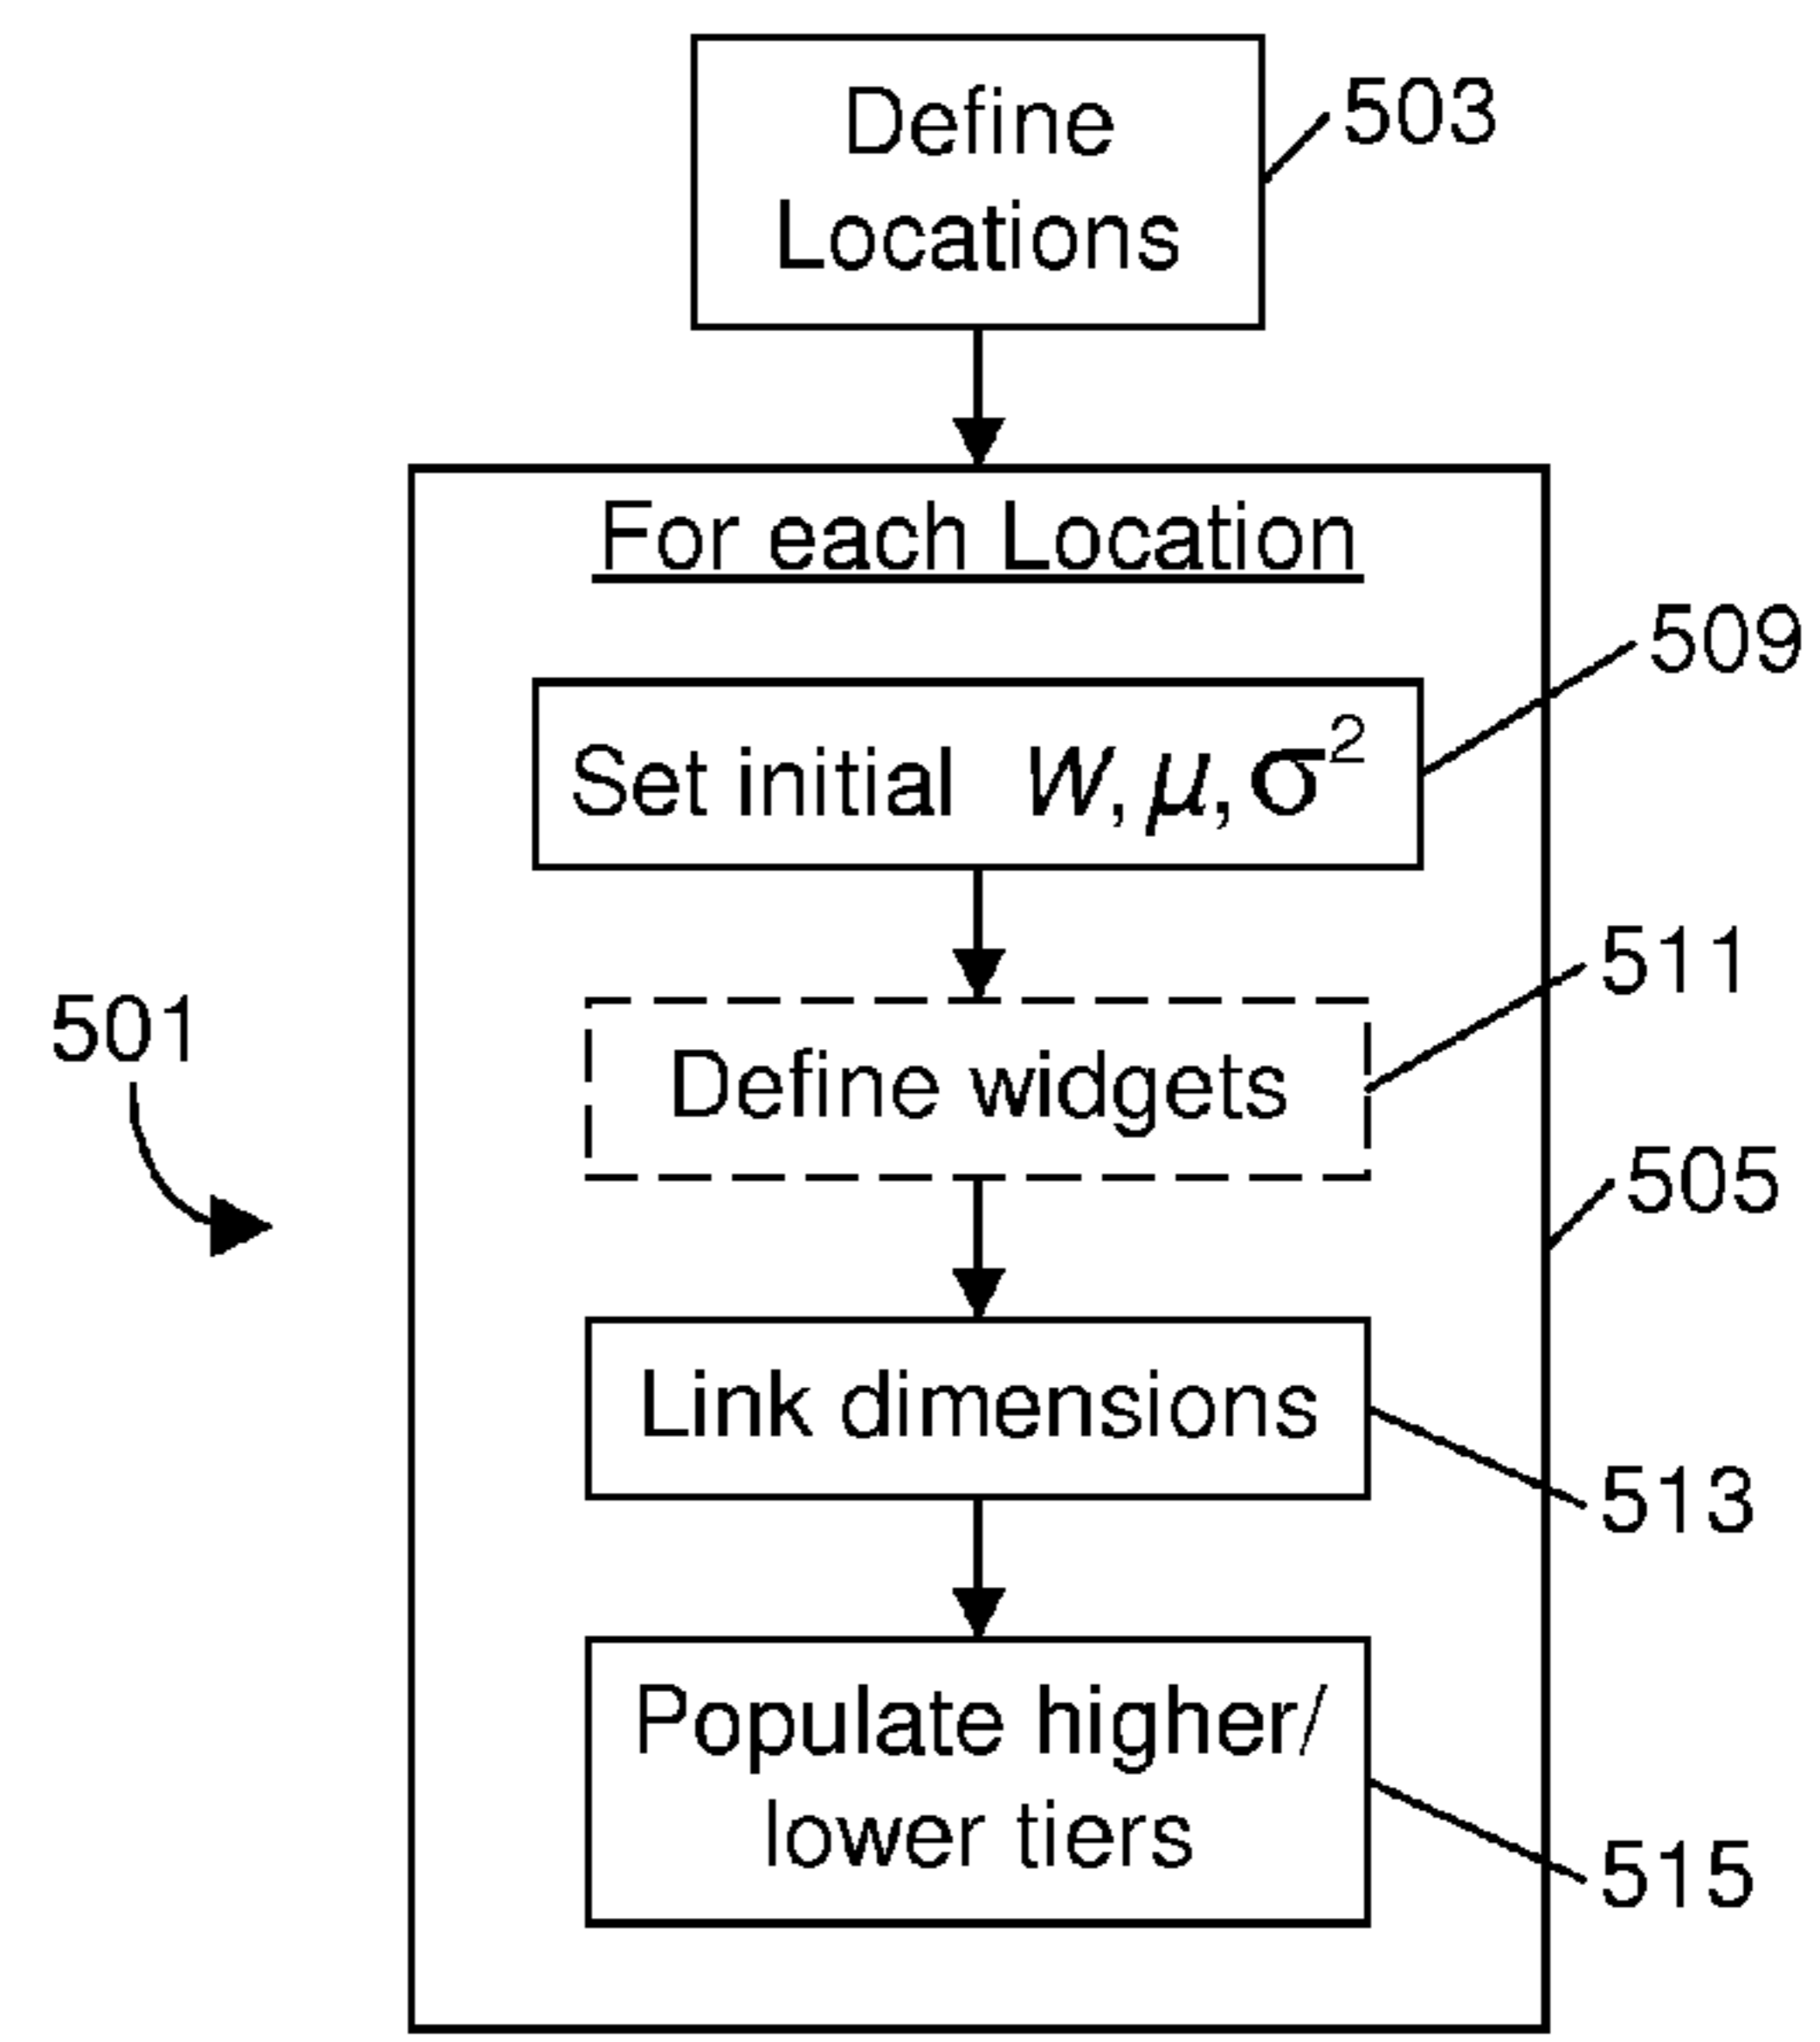 Define
Locations
503
For each Location
509
Set initial W, μ, σ²
511
Define widgets
501
505
Link dimensions
513
Populate higher/
lower tiers
515